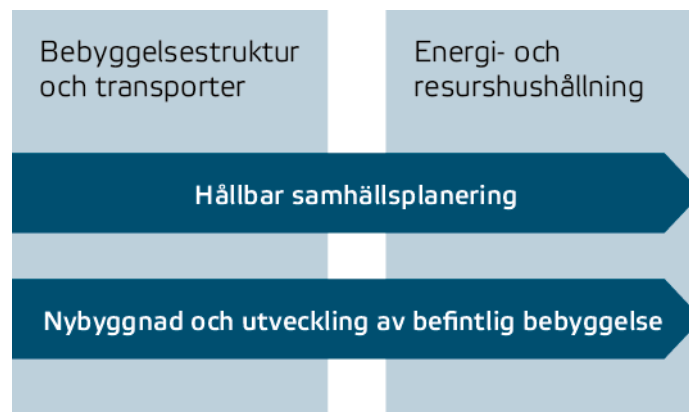 Bebyggelsestruktur
och transporter
Energi- och
resurshushållning
Hållbar samhällsplanering
Nybyggnad och utveckling av befintlig bebyggelse